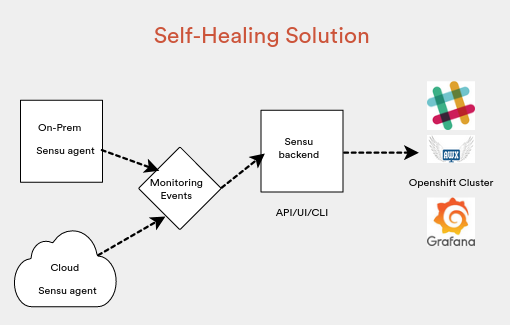 Self-Healing Solution
On-Prem
Sensu agent
Monitoring
Events
Cloud
Sensu agent
Sensu
backend
API/UI/CLI
AWX
Openshift Cluster
Grafana